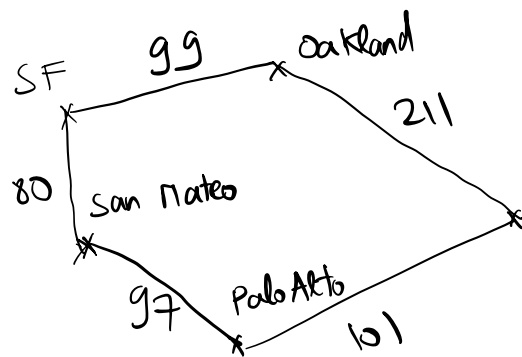 99
Oakland
SF
211
80
San Mateo
97
Palo Alto
101